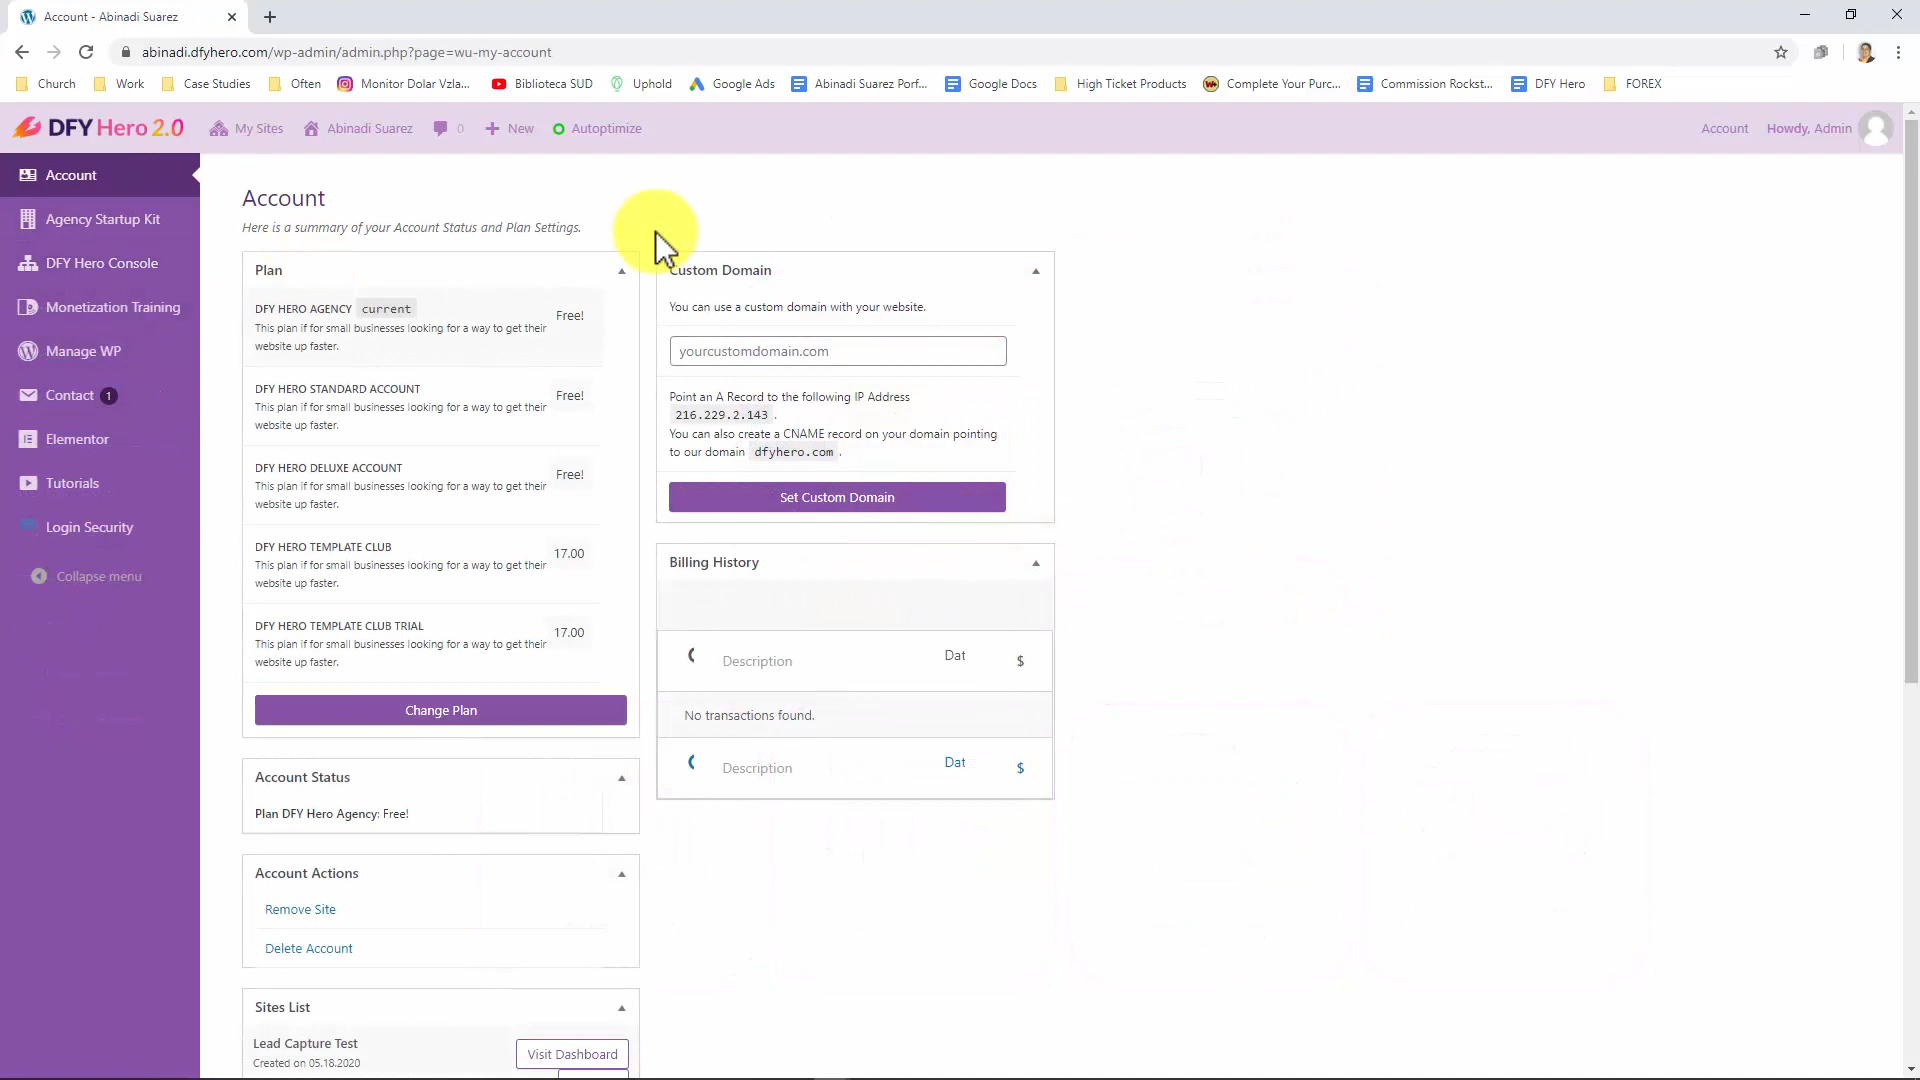 Account - Abinadi Suarez
abinadi.dfyhero.com/wp-admin/admin.php?page=wu-my-account
Church
Work
Case Studies
Often
Monitor Dolar Vzla...
Biblioteca SUD
Uphold
Google Ads
Abinadi Suarez Porf...
Google Docs
High Ticket Products
Complete Your Purc...
Commission Rockst...
DFY Hero
FOREX
DFY Hero 2.0
My Sites
Abinadi Suarez
0
New
Autoptimize
Account
Howdy, Admin
Account
Agency Startup Kit
DFY Hero Console
Monetization Training
Manage WP
Contact 1
Elementor
Tutorials
Login Security
Collapse menu
Account
Here is a summary of your Account Status and Plan Settings.
Plan
DFY HERO AGENCY current
Free!
This plan if for small businesses looking for a way to get their
website up faster.
DFY HERO STANDARD ACCOUNT
Free!
This plan if for small businesses looking for a way to get their
website up faster.
DFY HERO DELUXE ACCOUNT
Free!
This plan if for small businesses looking for a way to get their
website up faster.
DFY HERO TEMPLATE CLUB
17.00
This plan if for small businesses looking for a way to get their
website up faster.
DFY HERO TEMPLATE CLUB TRIAL
17.00
This plan if for small businesses looking for a way to get their
website up faster.
Change Plan
Account Status
Plan DFY Hero Agency: Free!
Account Actions
Remove Site
Delete Account
Sites List
Lead Capture Test
Created on 05.18.2020
Visit Dashboard
Custom Domain
You can use a custom domain with your website.
yourcustomdomain.com
Point an A Record to the following IP Address
216.229.2.143 .
You can also create a CNAME record on your domain pointing
to our domain dfyhero.com .
Set Custom Domain
Billing History
Description
Dat
$
No transactions found.
Description
Dat
$